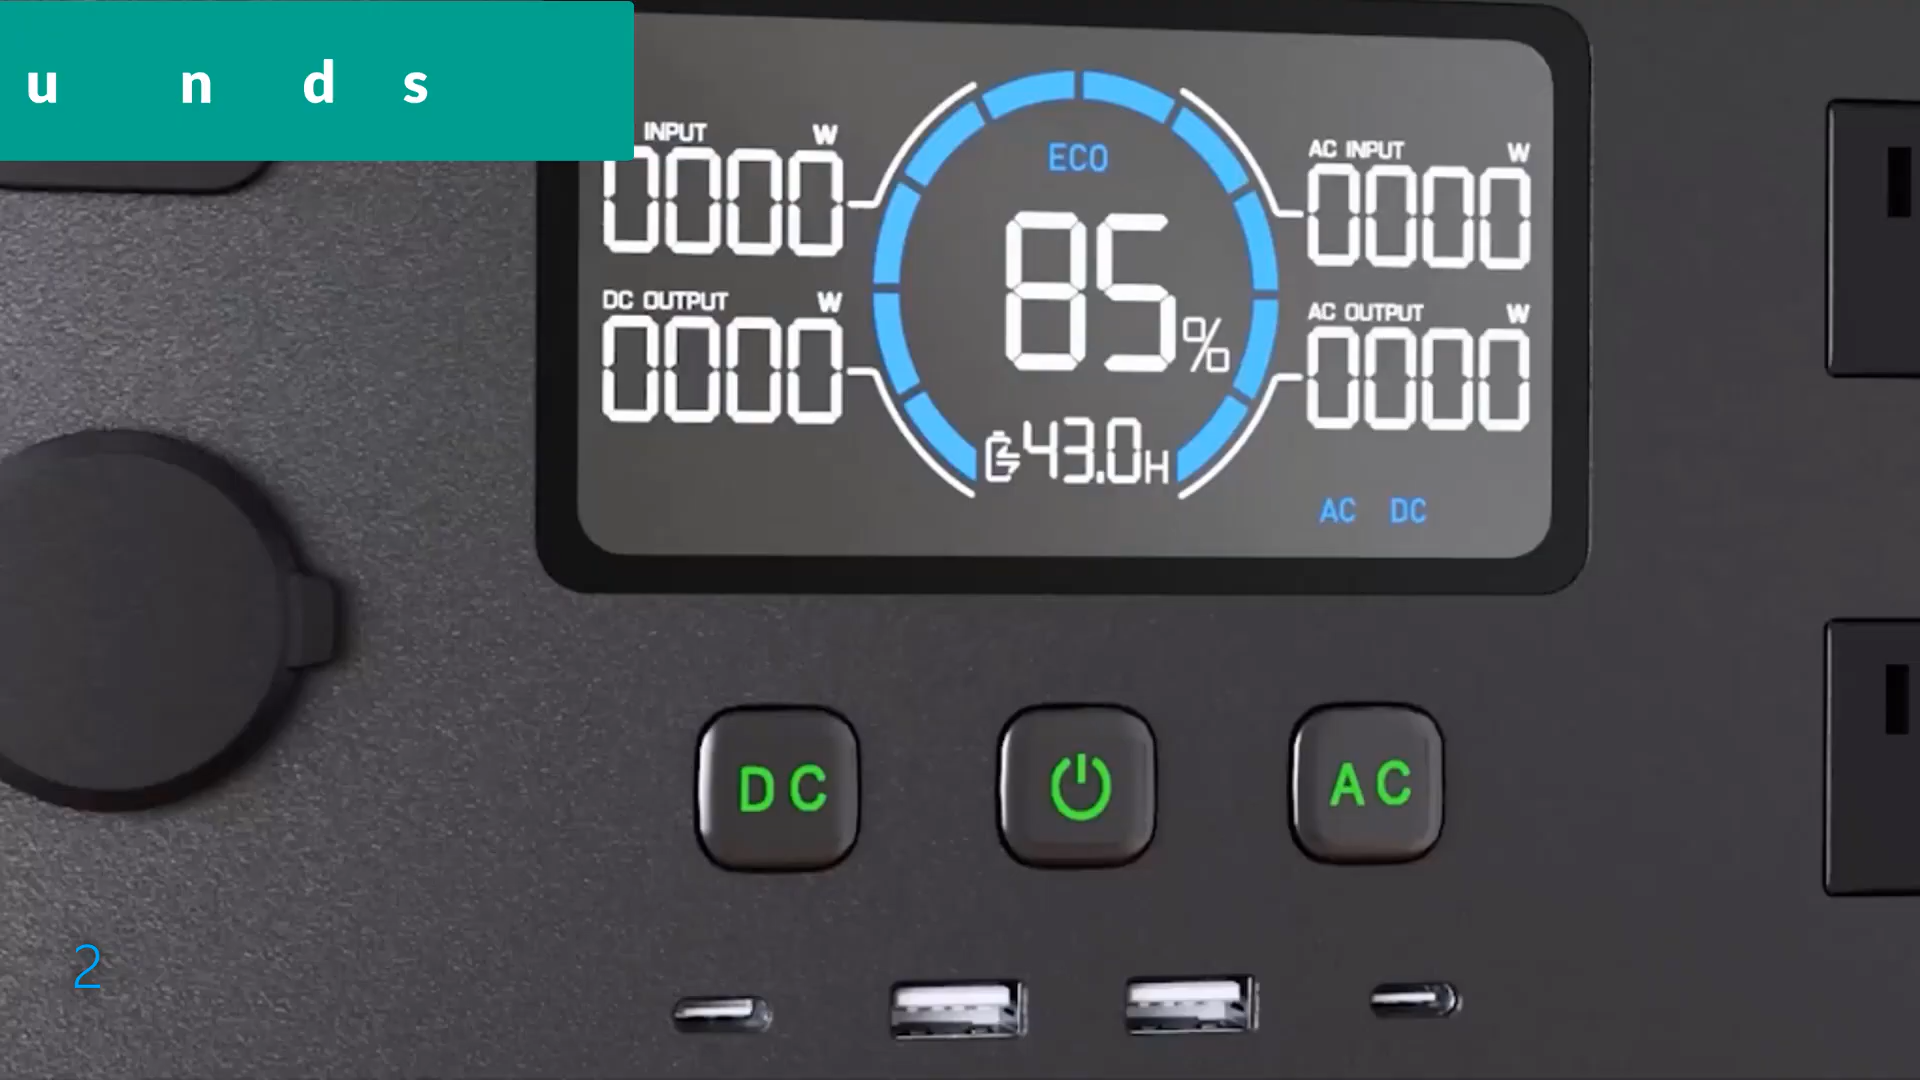 u n d s
INPUT W
0000
DC OUTPUT W
0000
ECO
85%
43.0H
AC INPUT W
0000
AC OUTPUT W
0000
AC DC
DC
AC
2